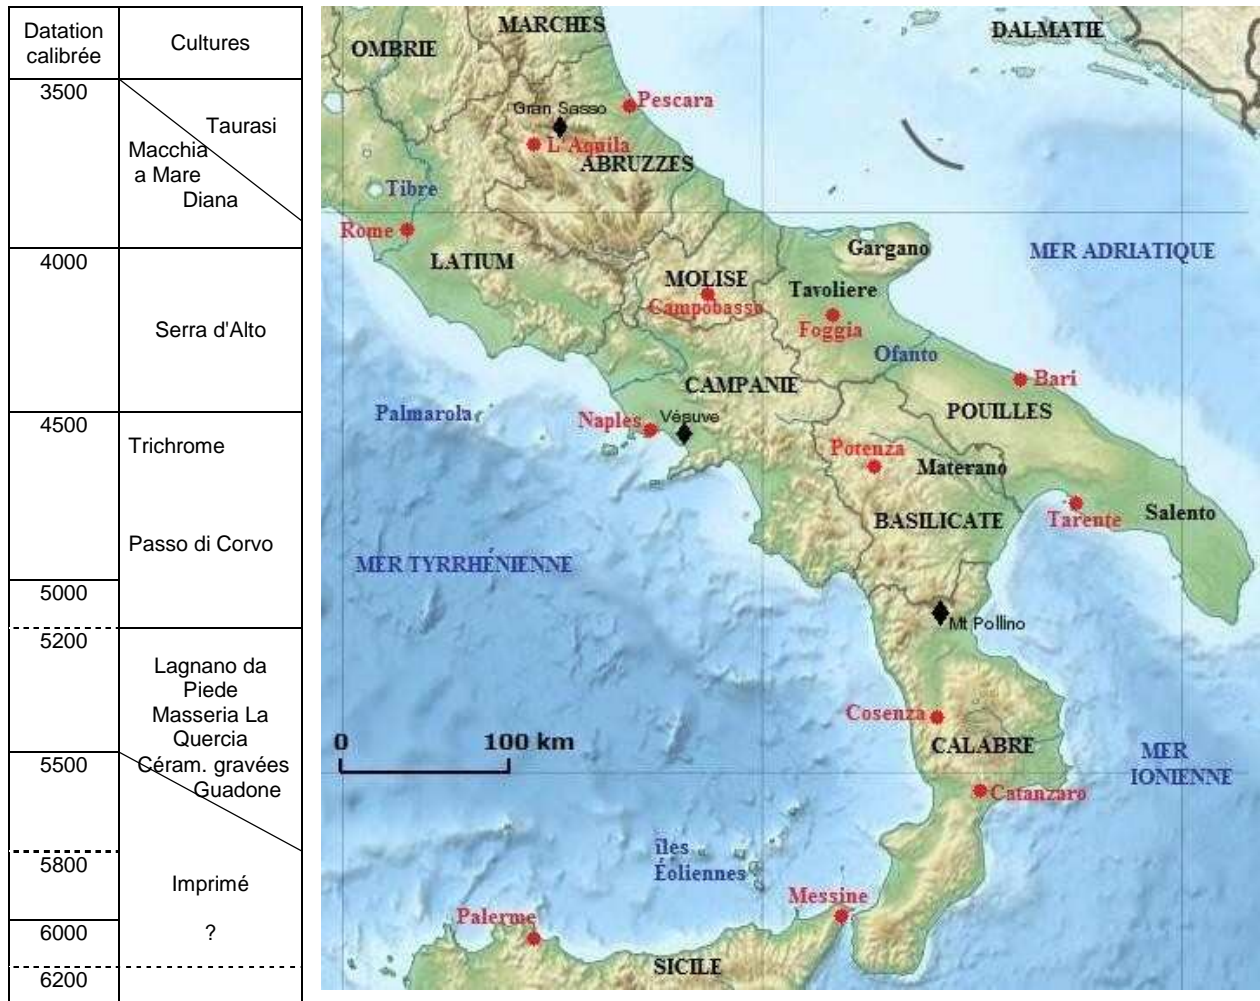 Datation
calibrée
Cultures
3500
Taurasi
Macchia
a Mare
Diana
4000
Serra d'Alto
4500
Trichrome
Passo di Corvo
5000
5200
Lagnano da
Piede
Masseria La
Quercia
5500
Céram. gravées
Guadone
5800
Imprimé
6000
?
6200
MARCHES
OMBRIE
DALMATIE
Pescara
Gran Sasso
L'Aquila
ABRUZZES
Tibre
Rome
LATIUM
MOLISE
Campobasso
Gargano
MER ADRIATIQUE
Tavoliere
Foggia
Ofanto
CAMPANIE
Bari
Palmarola
Naples
Vésuve
POUILLES
Potenza
Materano
BASILICATE
Tarente
Salento
MER TYRRHÉNIENNE
Mt Pollino
Cosenza
0
100 km
CALABRE
MER
IONIENNE
Catanzaro
îles
Éoliennes
Messine
Palerme
SICILE